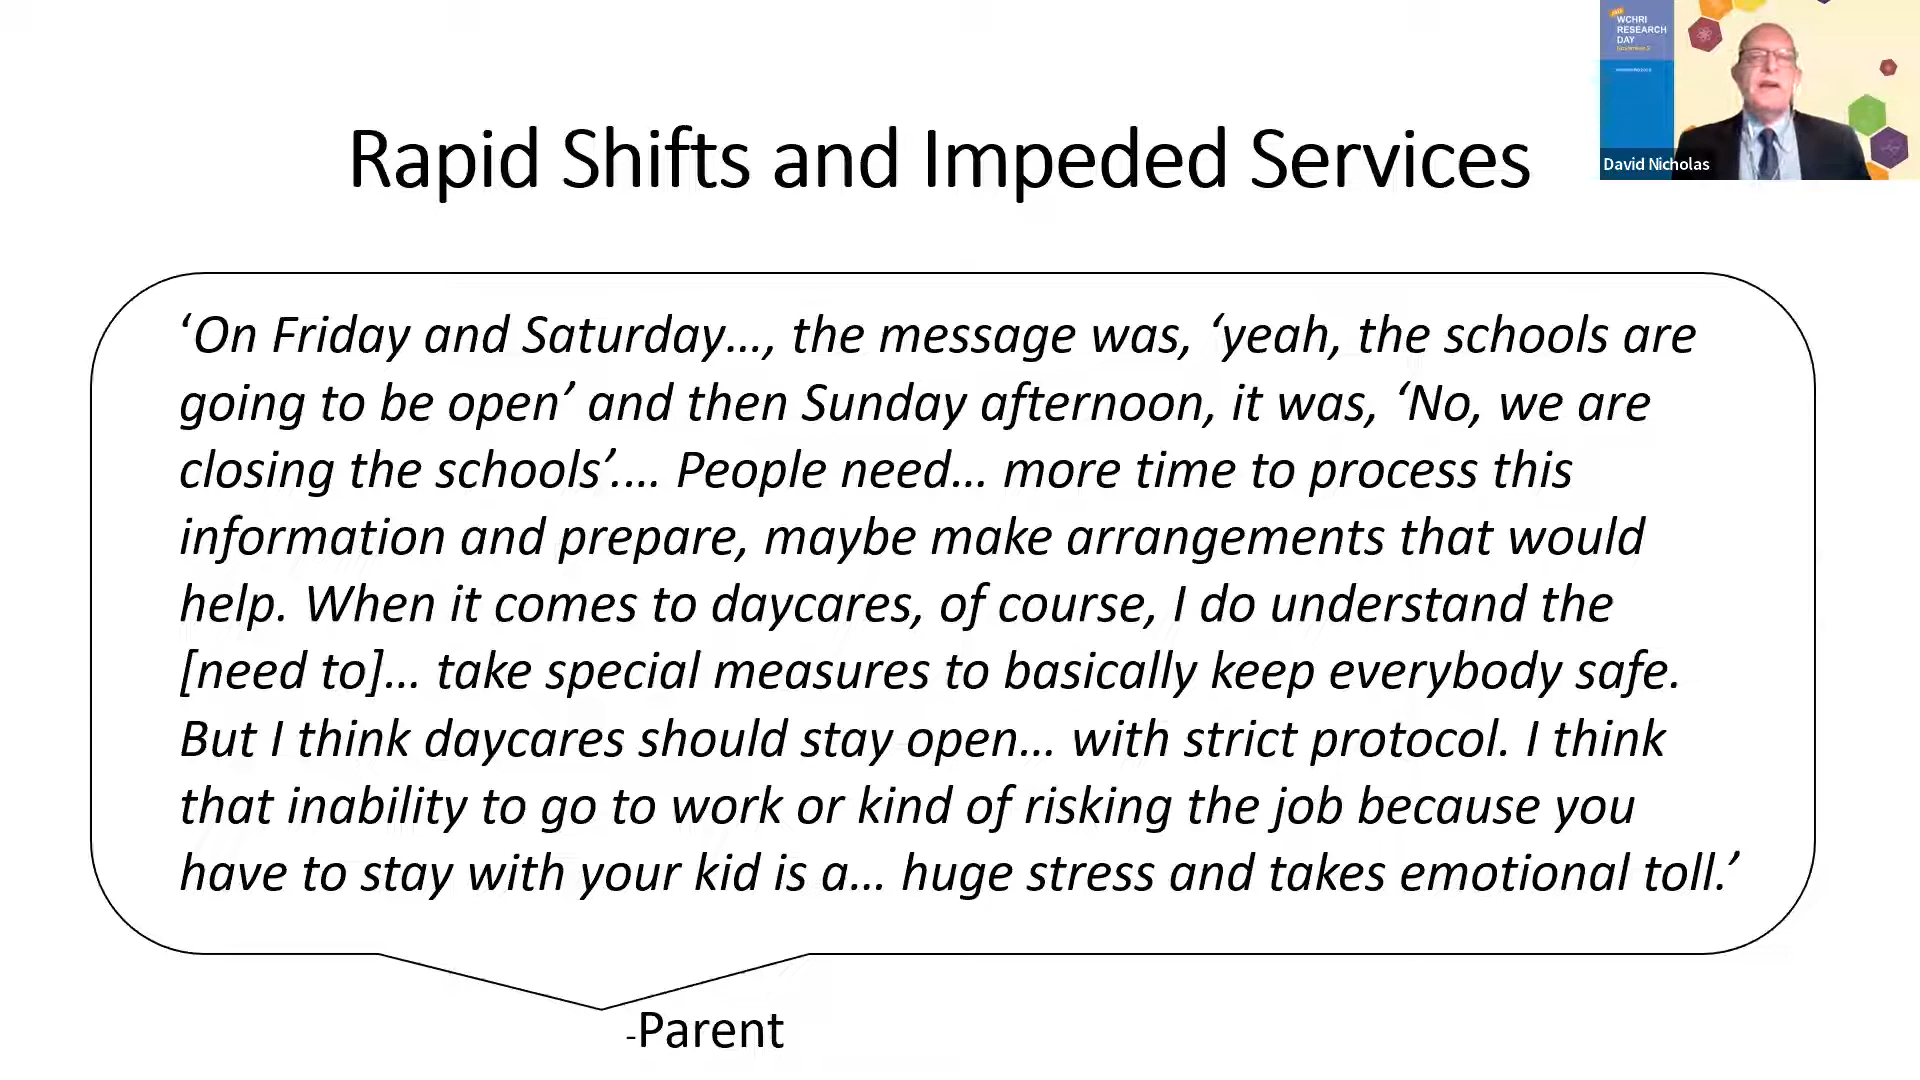 WCHRI
RESEARCH
DAY
David Nicholas
Rapid Shifts and Impeded Services
‘On Friday and Saturday…, the message was, ‘yeah, the schools are
going to be open’ and then Sunday afternoon, it was, ‘No, we are
closing the schools’.… People need… more time to process this
information and prepare, maybe make arrangements that would
help. When it comes to daycares, of course, I do understand the
[need to]… take special measures to basically keep everybody safe.
But I think daycares should stay open… with strict protocol. I think
that inability to go to work or kind of risking the job because you
have to stay with your kid is a… huge stress and takes emotional toll.’
-Parent